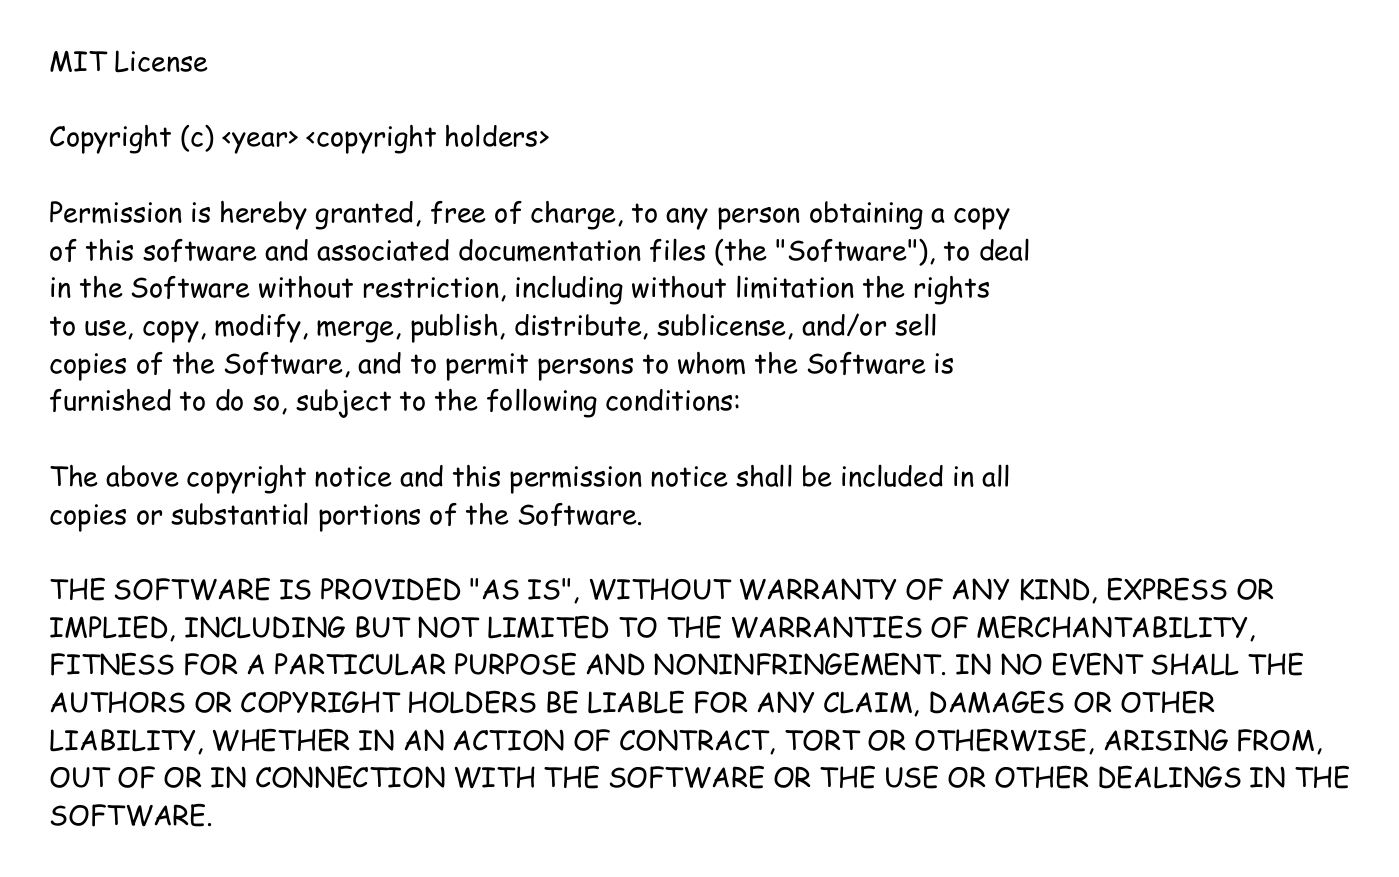 MIT License
Copyright (c) <year> <copyright holders>
Permission is hereby granted, free of charge, to any person obtaining a copy
of this software and associated documentation files (the "Software"), to deal
in the Software without restriction, including without limitation the rights
to use, copy, modify, merge, publish, distribute, sublicense, and/or sell
copies of the Software, and to permit persons to whom the Software is
furnished to do so, subject to the following conditions:
The above copyright notice and this permission notice shall be included in all
copies or substantial portions of the Software.
THE SOFTWARE IS PROVIDED "AS IS", WITHOUT WARRANTY OF ANY KIND, EXPRESS OR
IMPLIED, INCLUDING BUT NOT LIMITED TO THE WARRANTIES OF MERCHANTABILITY,
FITNESS FOR A PARTICULAR PURPOSE AND NONINFRINGEMENT. IN NO EVENT SHALL THE
AUTHORS OR COPYRIGHT HOLDERS BE LIABLE FOR ANY CLAIM, DAMAGES OR OTHER
LIABILITY, WHETHER IN AN ACTION OF CONTRACT, TORT OR OTHERWISE, ARISING FROM,
OUT OF OR IN CONNECTION WITH THE SOFTWARE OR THE USE OR OTHER DEALINGS IN THE
SOFTWARE.